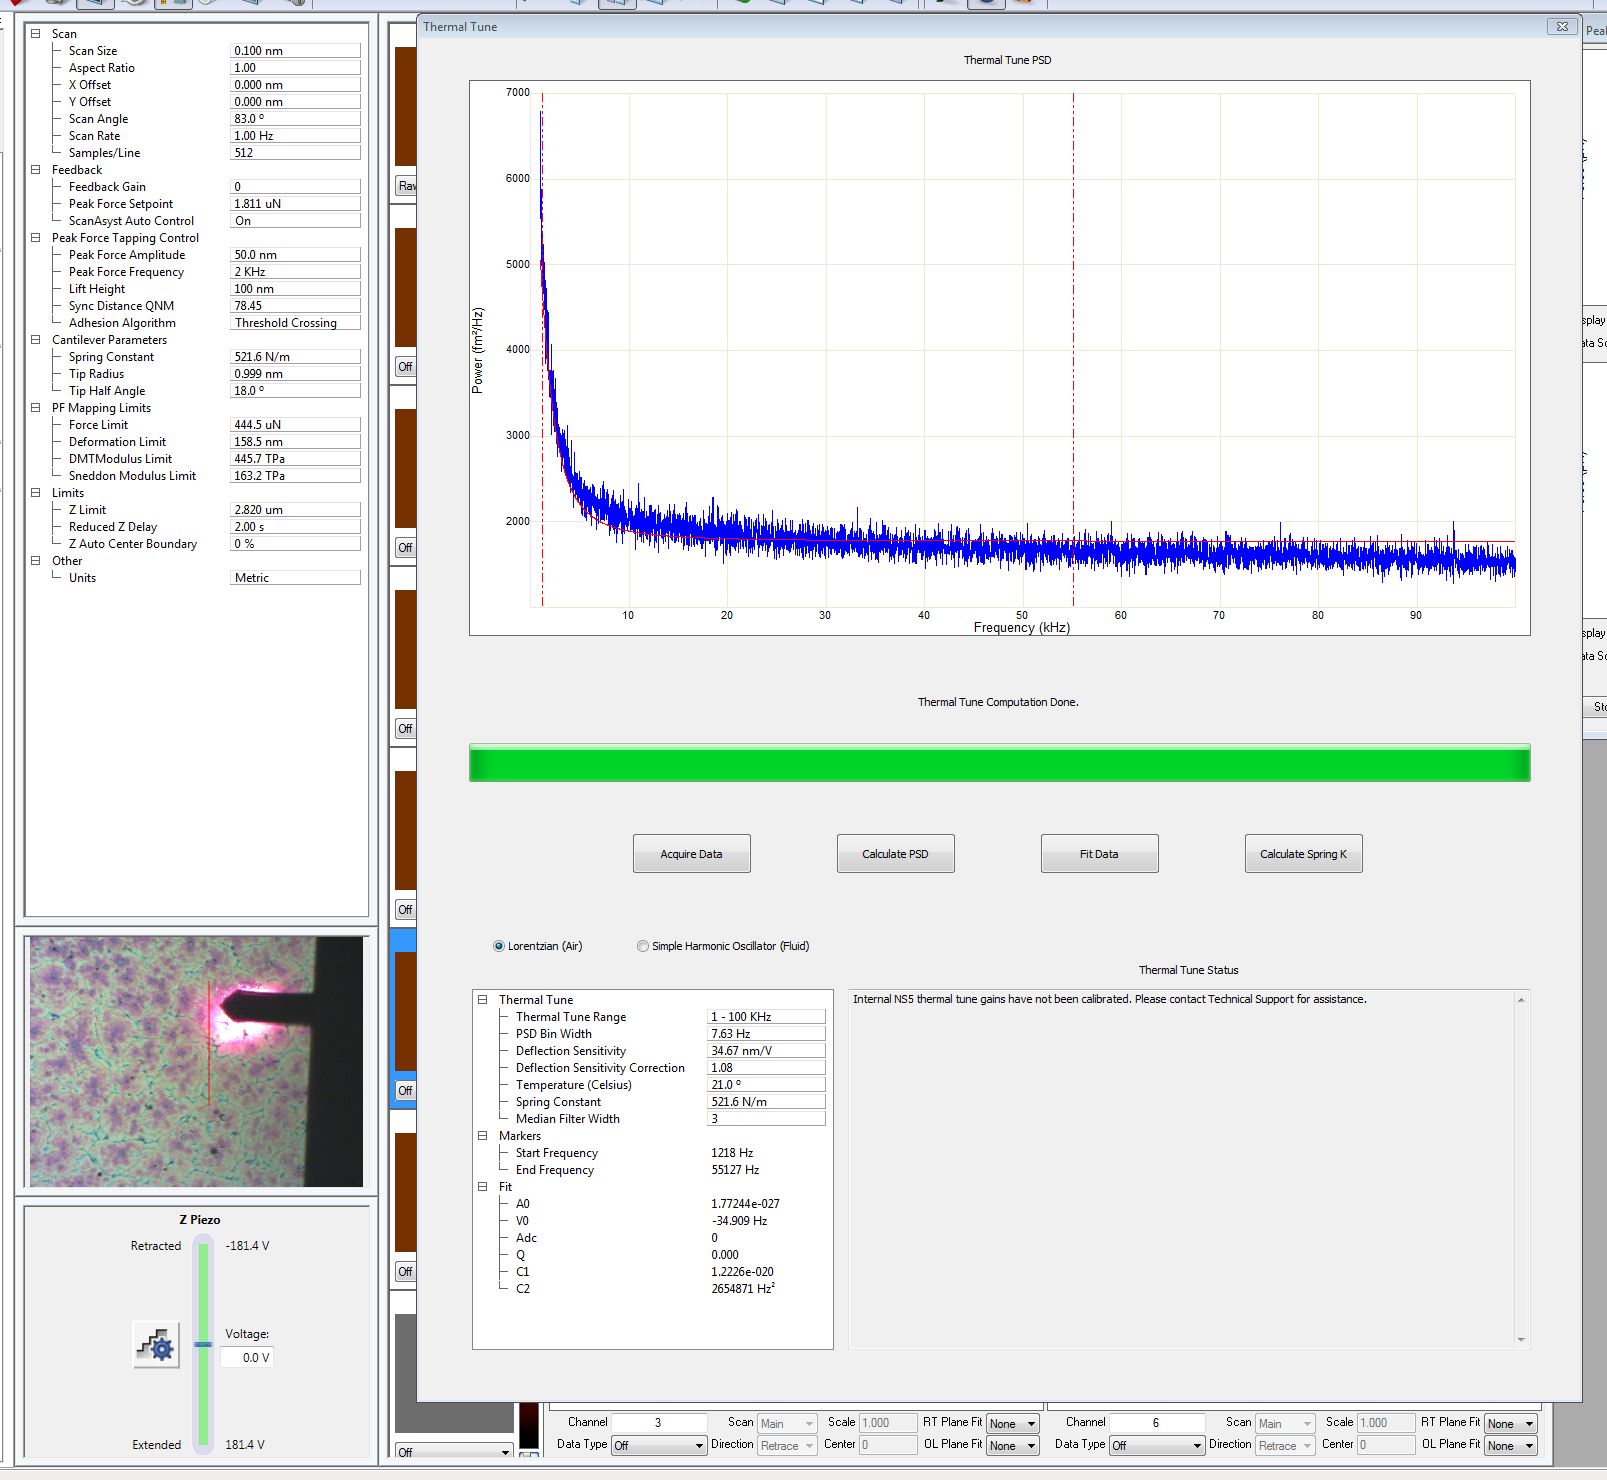 Scan
Scan Size 0.100 nm
Aspect Ratio 1.00
X Offset 0.000 nm
Y Offset 0.000 nm
Scan Angle 83.0 º
Scan Rate 1.00 Hz
Samples/Line 512
Feedback
Feedback Gain 0
Peak Force Setpoint 1.811 uN
ScanAsyst Auto Control On
Peak Force Tapping Control
Peak Force Amplitude 50.0 nm
Peak Force Frequency 2 KHz
Lift Height 100 nm
Sync Distance QNM 78.45
Adhesion Algorithm Threshold Crossing
Cantilever Parameters
Spring Constant 521.6 N/m
Tip Radius 0.999 nm
Tip Half Angle 18.0 º
PF Mapping Limits
Force Limit 444.5 uN
Deformation Limit 158.5 nm
DMTModulus Limit 445.7 TPa
Sneddon Modulus Limit 163.2 TPa
Limits
Z Limit 2.820 um
Reduced Z Delay 2.00 s
Z Auto Center Boundary 0 %
Other
Units Metric
Z Piezo
Retracted -181.4 V
Voltage:
0.0 V
Extended 181.4 V
Raw
Off
Off
Off
Off
Off
Off
Thermal Tune
Thermal Tune PSD
7000
6000
5000
4000
3000
2000
Power (fm²/Hz)
10 20 30 40 50 60 70 80 90
Frequency (kHz)
Thermal Tune Computation Done.
Acquire Data Calculate PSD Fit Data Calculate Spring K
Lorentzian (Air) Simple Harmonic Oscillator (Fluid)
Thermal Tune
Thermal Tune Range 1 - 100 KHz
PSD Bin Width 7.63 Hz
Deflection Sensitivity 34.67 nm/V
Deflection Sensitivity Correction 1.08
Temperature (Celsius) 21.0 º
Spring Constant 521.6 N/m
Median Filter Width 3
Markers
Start Frequency 1218 Hz
End Frequency 55127 Hz
Fit
A0 1.77244e-027
V0 -34.909 Hz
Adc 0
Q 0.000
C1 1.2226e-020
C2 2654871 Hz²
Thermal Tune Status
Internal NS5 thermal tune gains have not been calibrated. Please contact Technical Support for assistance.
Off
Channel 3 Scan Main Scale 1.000 RT Plane Fit None
Data Type Off Direction Retrace Center 0 OL Plane Fit None
Channel 6 Scan Main Scale 1.000 RT Plane Fit None
Data Type Off Direction Retrace Center 0 OL Plane Fit None